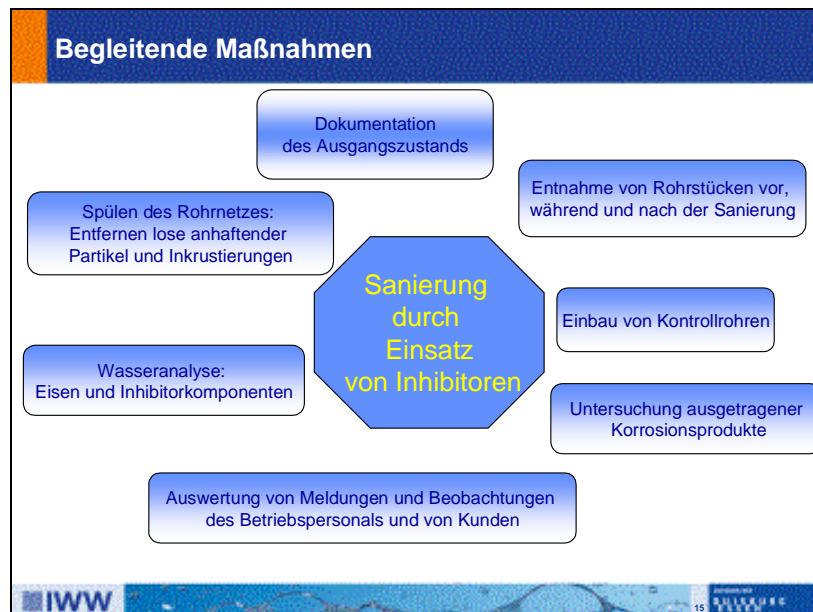 Begleitende Maßnahmen
Dokumentation
des Ausgangszustands
Entnahme von Rohrstücken vor,
während und nach der Sanierung
Spülen des Rohrnetzes:
Entfernen lose anhaftender
Partikel und Inkrustierungen
Sanierung
durch
Einsatz
von Inhibitoren
Einbau von Kontrollrohren
Wasseranalyse:
Eisen und Inhibitorkomponenten
Untersuchung ausgetragener
Korrosionsprodukte
Auswertung von Meldungen und Beobachtungen
des Betriebspersonals und von Kunden
IWW
15